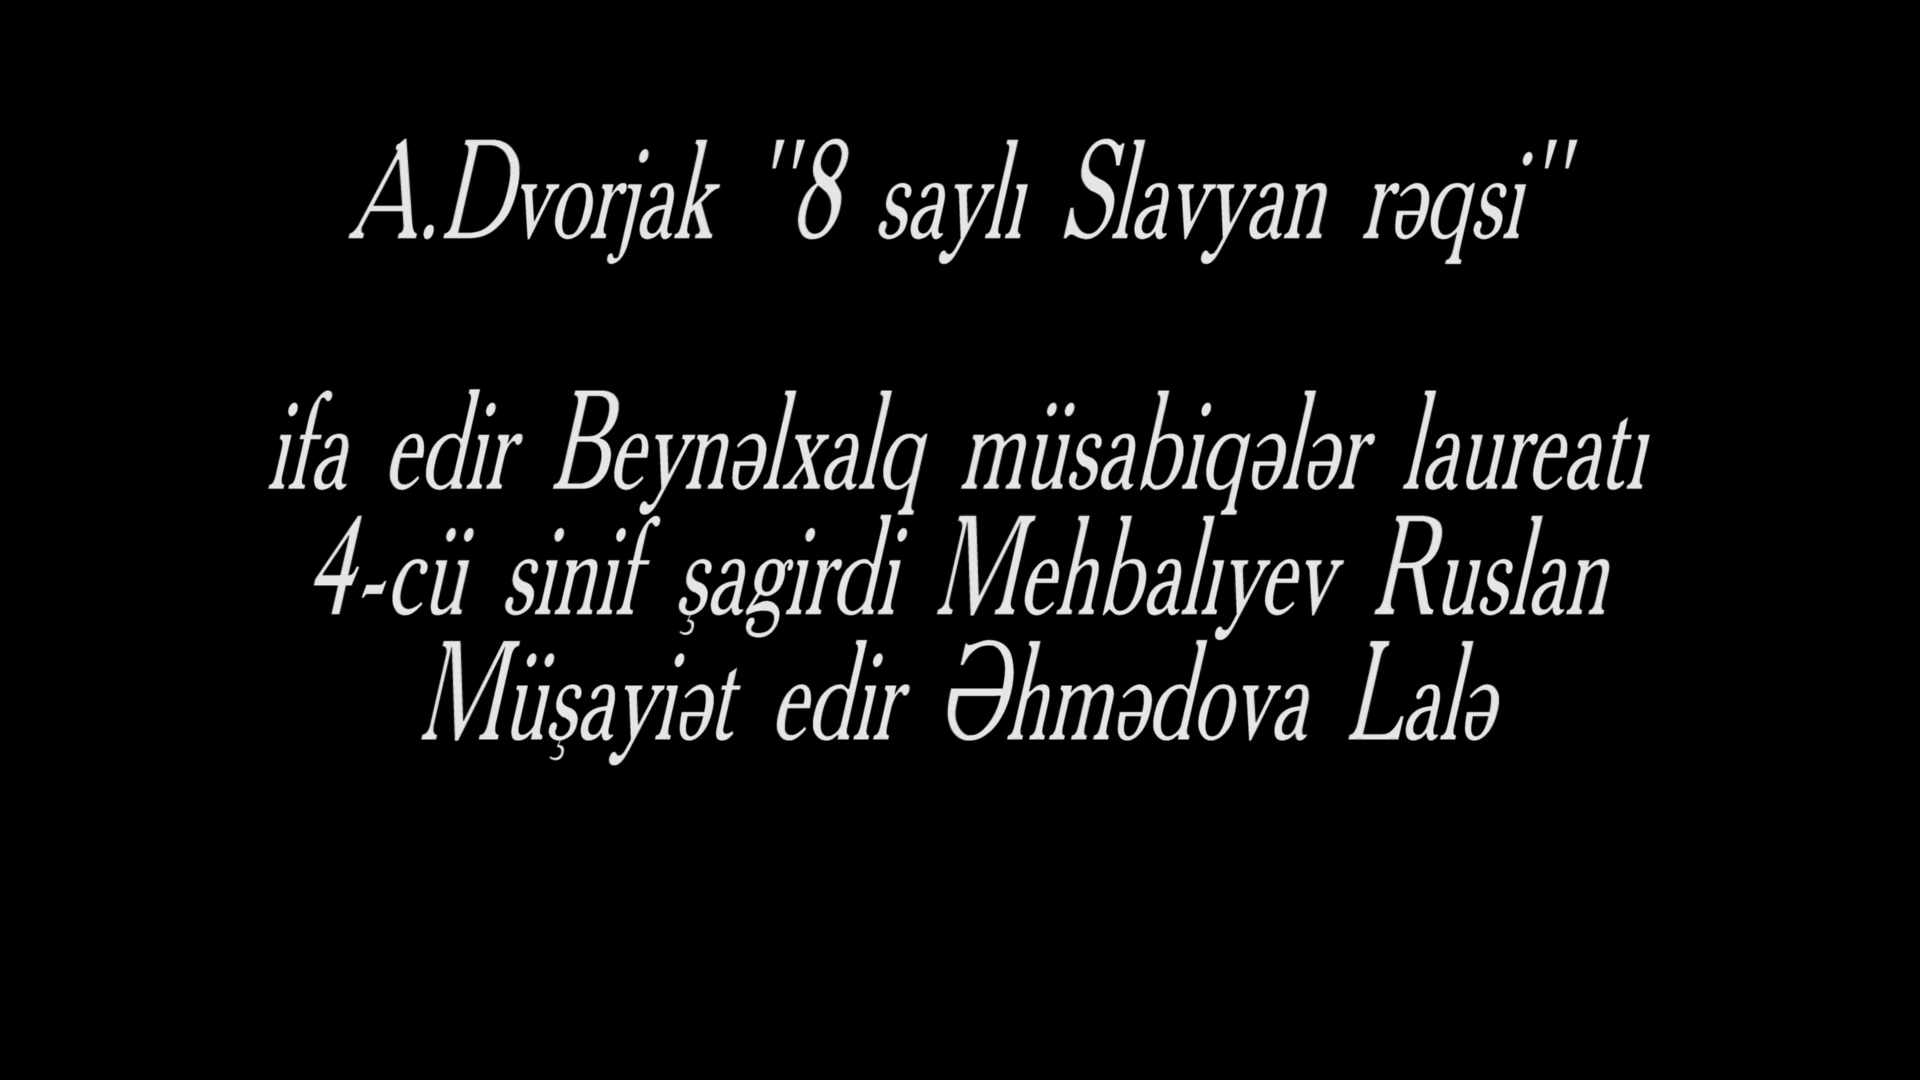 A.Dvorjak "8 saylı Slavyan rəqsi"
ifa edir Beynəlxalq müsabiqələr laureatı
4-cü sinif şagirdi Mehbalıyev Ruslan
Müşayiət edir Əhmədova Lalə